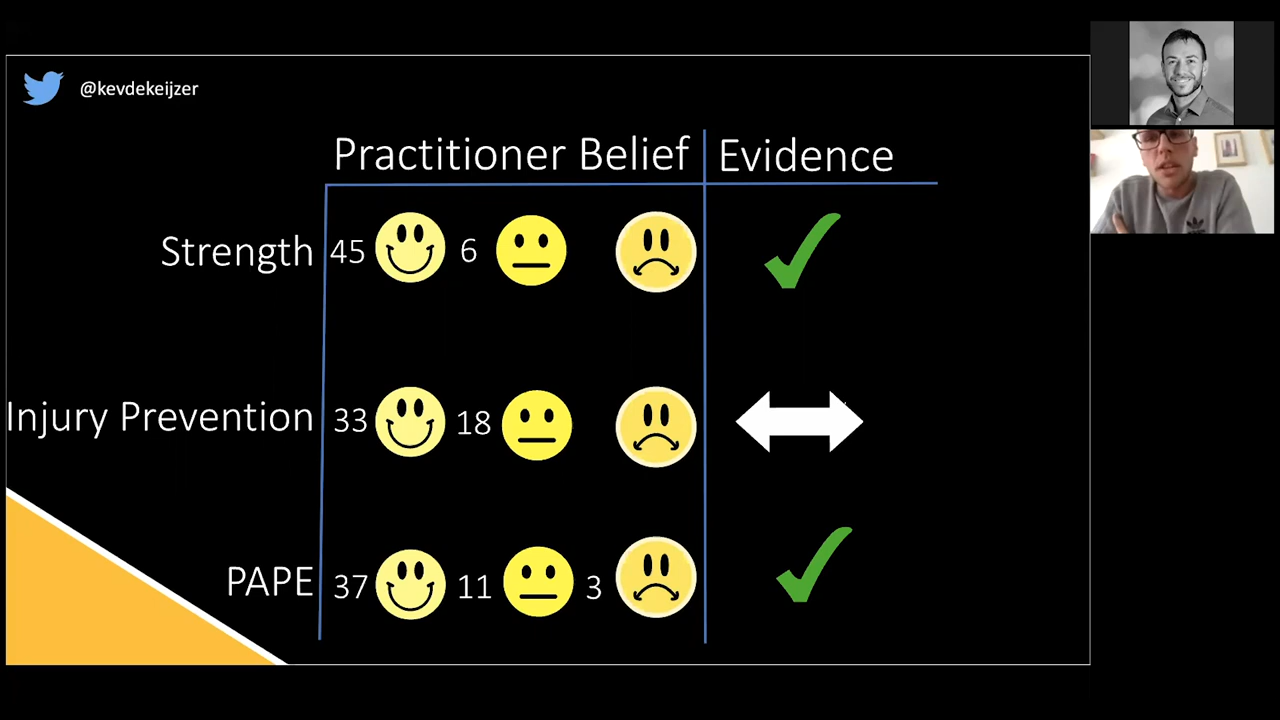 @kevdekeijzer
Practitioner Belief Evidence
Strength 45 6
Injury Prevention 33 18
PAPE 37 11 3